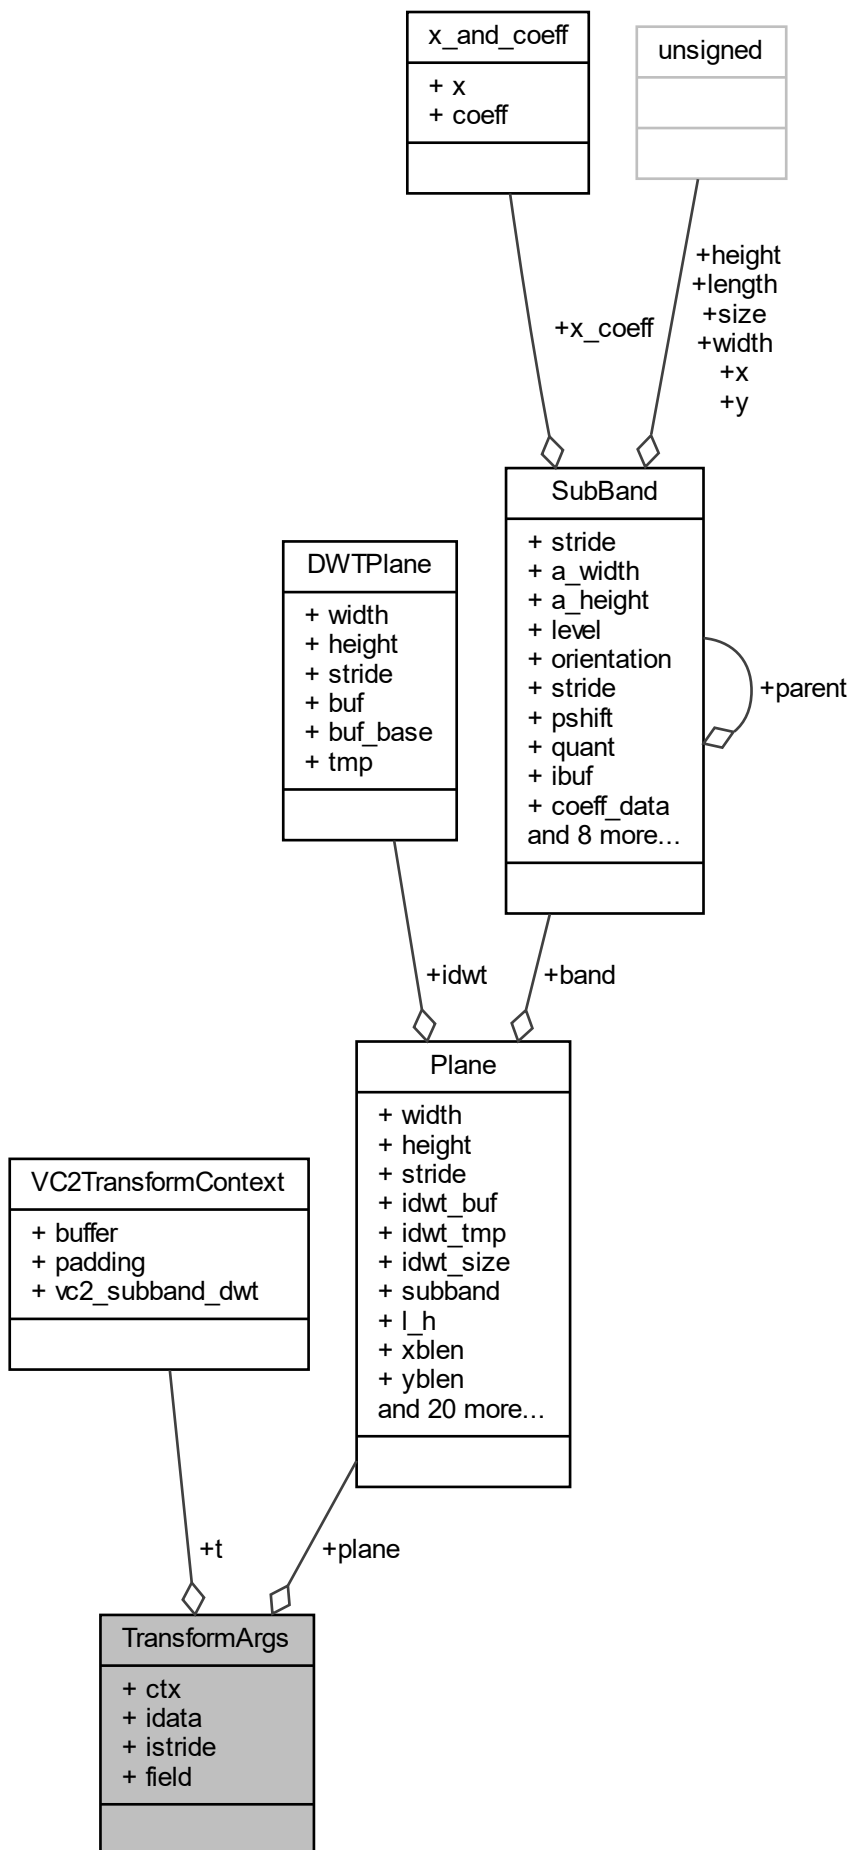 x_and_coeff
+ x
+ coeff
unsigned
+x_coeff
+height
+length
+size
+width
+x
+y
SubBand
+ stride
+ a_width
+ a_height
+ level
+ orientation
+ stride
+ pshift
+ quant
+ ibuf
+ coeff_data
and 8 more...
+parent
DWTPlane
+ width
+ height
+ stride
+ buf
+ buf_base
+ tmp
+idwt
+band
Plane
+ width
+ height
+ stride
+ idwt_buf
+ idwt_tmp
+ idwt_size
+ subband
+ l_h
+ xblen
+ yblen
and 20 more...
VC2TransformContext
+ buffer
+ padding
+ vc2_subband_dwt
+t
+plane
TransformArgs
+ ctx
+ idata
+ istride
+ field